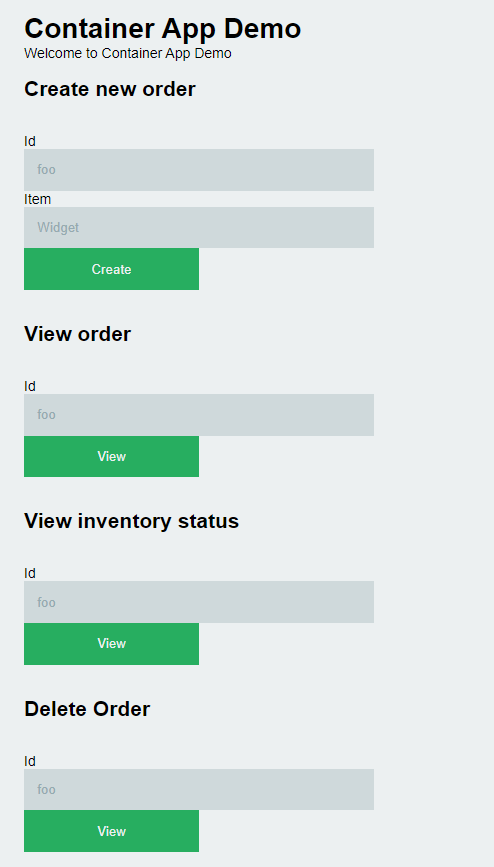 Container App Demo
Welcome to Container App Demo
Create new order
Id
foo
Item
Widget
Create
View order
Id
foo
View
View inventory status
Id
foo
View
Delete Order
Id
foo
View